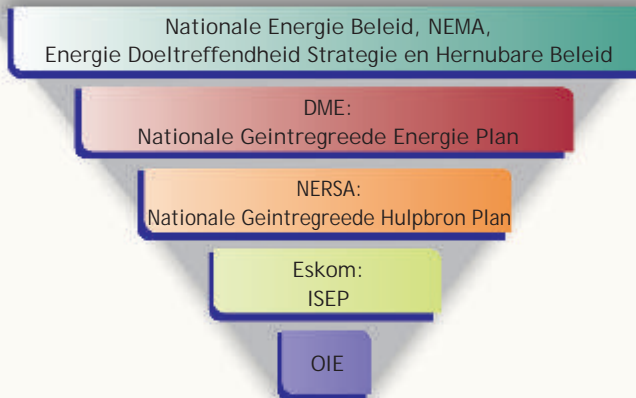 Nationale Energie Beleid, NEMA,
Energie Doeltreffendheid Strategie en Hernubare Beleid
DME:
Nationale Geintregreede Energie Plan
NERSA:
Nationale Geintregreede Hulpbron Plan
Eskom:
ISEP
OIE